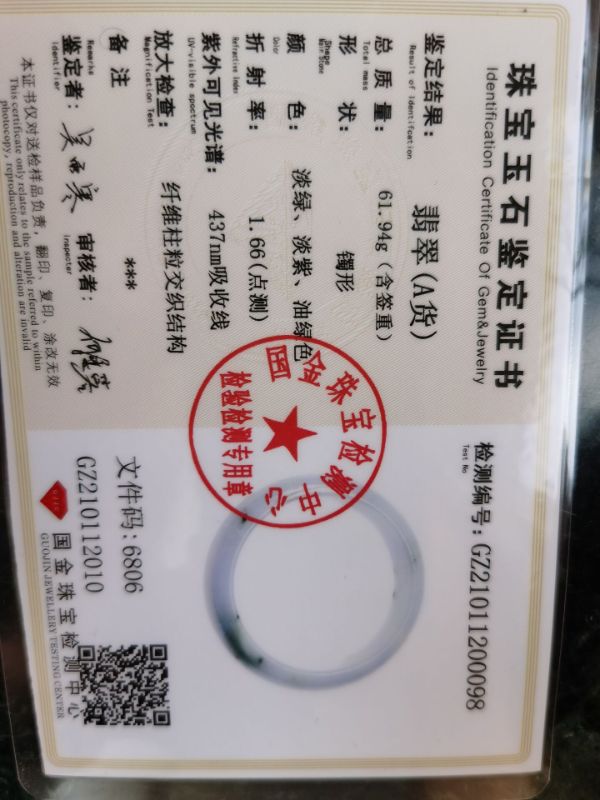 珠宝玉石鉴定证书
Identification Certificate Of Gem&Jewelry
检测编号: GZ21011200098
Test No
鉴定结果: 翡翠(A货)
Result of Identification
总质量: 61.94g(含签重)
Total mass
形 状: 镯形
Shape
颜 色: 淡绿、淡紫、油绿色
Color
折射率: 1.66(点测)
Refractive Index
紫外可见光谱: 437nm吸收线
UV-visible spectrum
放大检查: 纤维柱粒交织结构
Magnification Test
备 注 ***
Remarks
鉴定者: 审核者:
Identifier Inspector
本证书仅对送检样品负责, 翻印、复印、涂改无效
This certificate only relates to the sample referred to within
photocopy, reproduction and alteration are invalid
国金珠宝检测中心
检验检测专用章
文件码: 6806
GZ210112010
国金珠宝检测中心
GUOJIN JEWELLERY TESTING CENTER